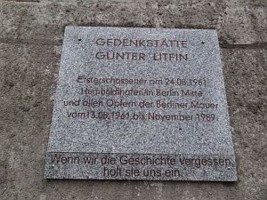 GEDENKSTÄTTE
GÜNTER LITFIN
Ersterschossener am 24.08.1961
Humboldthafen/in Berlin Mitte
und allen Opfern der Berliner Mauer
vom 13.08.1961 bis November 1989.
Wenn wir die Geschichte vergessen,
holt sie uns ein.